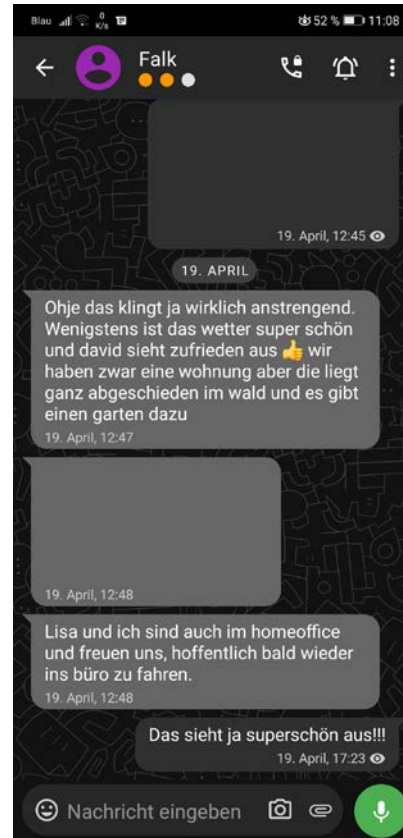 Blau 0 K/s 52 % 11:08
Falk
19. April, 12:45
19. APRIL
Ohje das klingt ja wirklich anstrengend.
Wenigstens ist das wetter super schön
und david sieht zufrieden aus 👍 wir
haben zwar eine wohnung aber die liegt
ganz abgeschieden im wald und es gibt
einen garten dazu
19. April, 12:47
19. April, 12:48
Lisa und ich sind auch im homeoffice
und freuen uns, hoffentlich bald wieder
ins büro zu fahren.
19. April, 12:48
Das sieht ja superschön aus!!!
19. April, 17:23
Nachricht eingeben